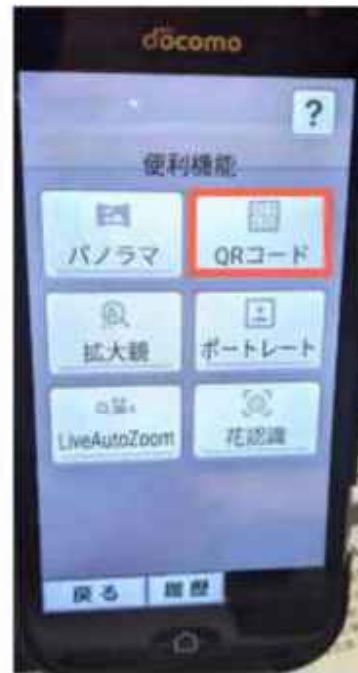 döcomo
?
便利機能
パノラマ
QRコード
拡大鏡
ポートレート
LiveAutoZoom
花認識
戻る
履歴